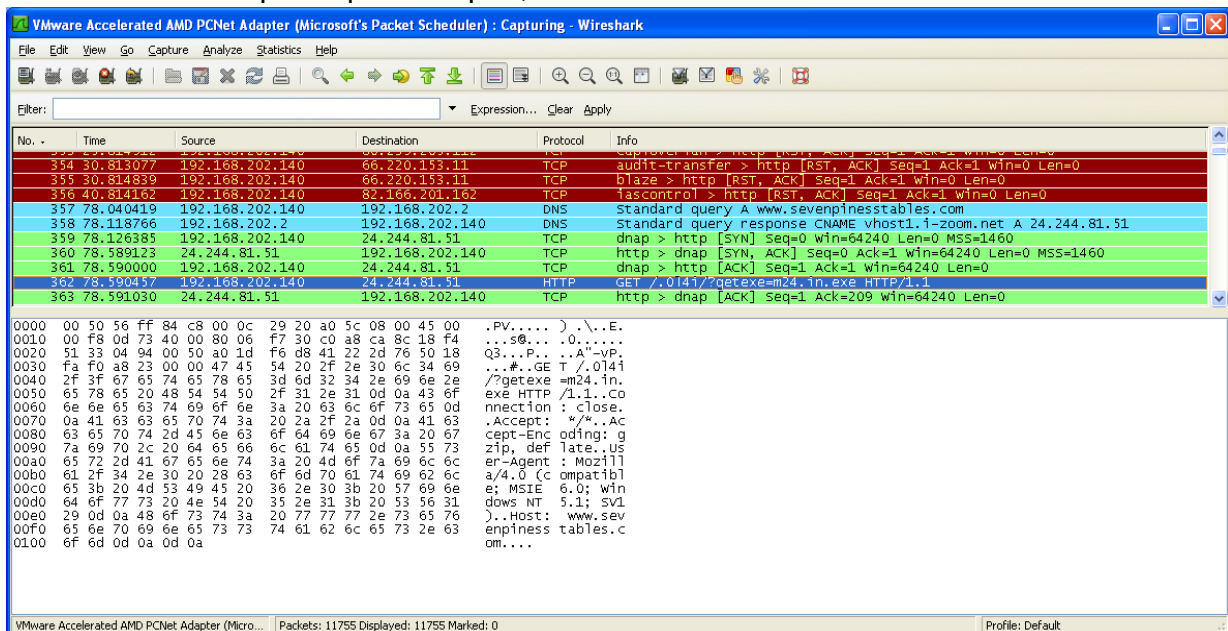 VMware Accelerated AMD PCNet Adapter (Microsoft's Packet Scheduler) : Capturing - Wireshark
File Edit View Go Capture Analyze Statistics Help
Filter: Expression... Clear Apply
No. . Time Source Destination Protocol Info
354 30.813077 192.168.202.140 66.220.153.11 TCP audit-transfer > http [RST, ACK] Seq=1 Ack=1 Win=0 Len=0
355 30.814839 192.168.202.140 66.220.153.11 TCP blaze > http [RST, ACK] Seq=1 Ack=1 Win=0 Len=0
356 40.814162 192.168.202.140 82.166.201.162 TCP iascontrol > http [RST, ACK] Seq=1 Ack=1 Win=0 Len=0
357 78.040419 192.168.202.140 192.168.202.2 DNS Standard query A www.sevenpinesstables.com
358 78.118766 192.168.202.2 192.168.202.140 DNS Standard query response CNAME vhost1.i-zoom.net A 24.244.81.51
359 78.126385 192.168.202.140 24.244.81.51 TCP dnap > http [SYN] Seq=0 Win=64240 Len=0 MSS=1460
360 78.589123 24.244.81.51 192.168.202.140 TCP http > dnap [SYN, ACK] Seq=0 Ack=1 Win=64240 Len=0 MSS=1460
361 78.590000 192.168.202.140 24.244.81.51 TCP dnap > http [ACK] Seq=1 Ack=1 Win=64240 Len=0
362 78.590457 192.168.202.140 24.244.81.51 HTTP GET /.0l4i/?getexe=m24.in.exe HTTP/1.1
363 78.591030 24.244.81.51 192.168.202.140 TCP http > dnap [ACK] Seq=1 Ack=209 Win=64240 Len=0
0000 00 50 56 ff 84 c8 00 0c 29 20 a0 5c 08 00 45 00 .PV..... ) .\..E.
0010 00 f8 0d 73 40 00 80 06 f7 30 c0 a8 ca 8c 18 f4 ...s@... .0......
0020 51 33 04 94 00 50 a0 1d f6 d8 41 22 2d 76 50 18 Q3...P.. ..A"-vP.
0030 fa f0 a8 23 00 00 47 45 54 20 2f 2e 30 6c 34 69 ...#..GE T /.0l4i
0040 2f 3f 67 65 74 65 78 65 3d 6d 32 34 2e 69 6e 2e /?getexe =m24.in.
0050 65 78 65 20 48 54 54 50 2f 31 2e 31 0d 0a 43 6f exe HTTP /1.1..Co
0060 6e 6e 65 63 74 69 6f 6e 3a 20 63 6c 6f 73 65 0d nnection : close.
0070 0a 41 63 63 65 70 74 3a 20 2a 2f 2a 0d 0a 41 63 .Accept: */*..Ac
0080 63 65 70 74 2d 45 6e 63 6f 64 69 6e 67 3a 20 67 cept-Enc oding: g
0090 7a 69 70 2c 20 64 65 66 6c 61 74 65 0d 0a 55 73 zip, def late..Us
00a0 65 72 2d 41 67 65 6e 74 3a 20 4d 6f 7a 69 6c 6c er-Agent : Mozill
00b0 61 2f 34 2e 30 20 28 63 6f 6d 70 61 74 69 62 6c a/4.0 (c ompatibl
00c0 65 3b 20 4d 53 49 45 20 36 2e 30 3b 20 57 69 6e e; MSIE 6.0; Win
00d0 64 6f 77 73 20 4e 54 20 35 2e 31 3b 20 53 56 31 dows NT 5.1; SV1
00e0 29 0d 0a 48 6f 73 74 3a 20 77 77 77 2e 73 65 76 )..Host: www.sev
00f0 65 6e 70 69 6e 65 73 73 74 61 62 6c 65 73 2e 63 enpiness tables.c
0100 6f 6d 0d 0a 0d 0a om....
VMware Accelerated AMD PCNet Adapter (Micro... Packets: 11755 Displayed: 11755 Marked: 0 Profile: Default